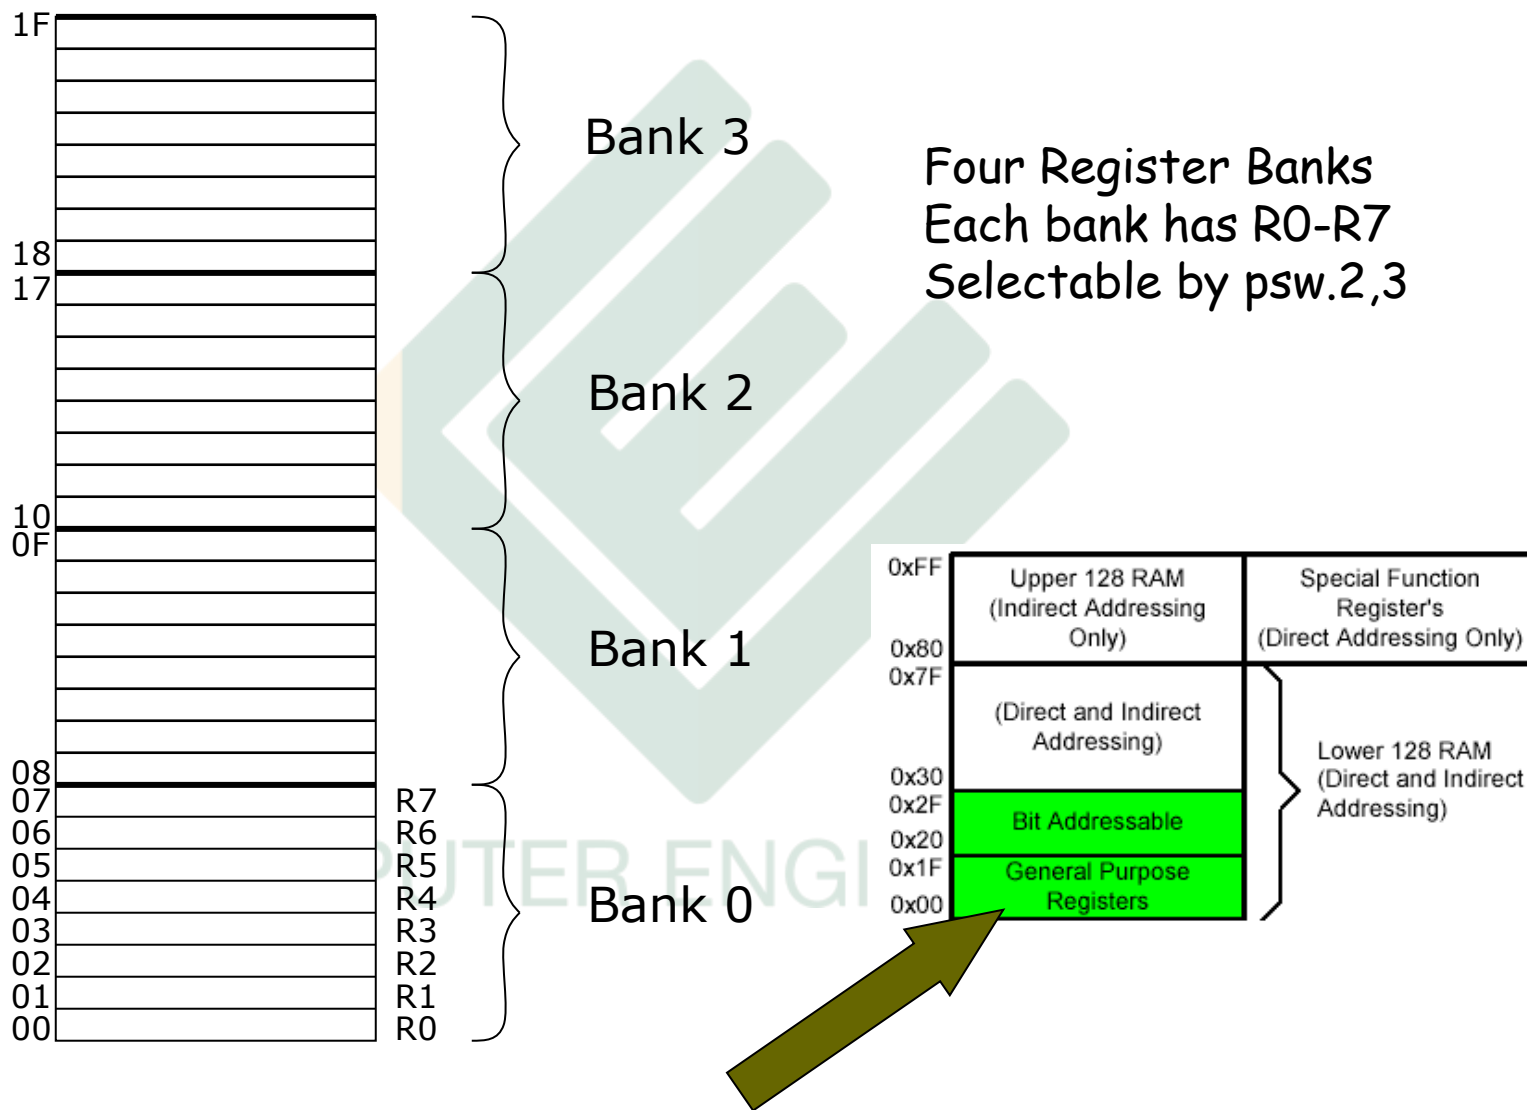 1F
18
17
10
0F
08
07
06
05
04
03
02
01
00
R7
R6
R5
R4
R3
R2
R1
R0
Bank 3
Bank 2
Bank 1
Bank 0
Four Register Banks
Each bank has R0-R7
Selectable by psw.2,3
0xFF
0x80
0x7F
0x30
0x2F
0x20
0x1F
0x00
Upper 128 RAM
(Indirect Addressing
Only)
Special Function
Register's
(Direct Addressing Only)
(Direct and Indirect
Addressing)
Bit Addressable
General Purpose
Registers
Lower 128 RAM
(Direct and Indirect
Addressing)
PUTER ENGI